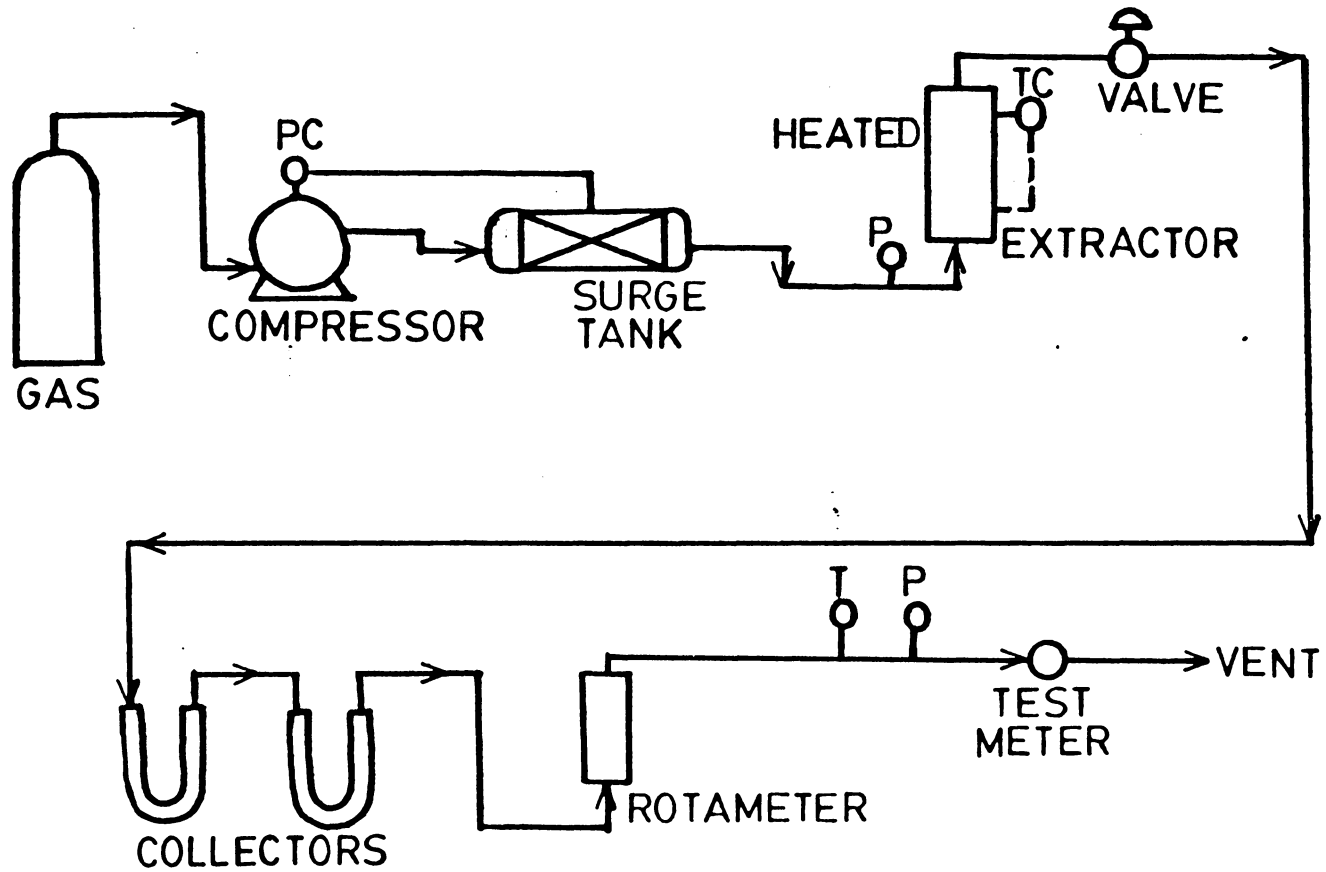 PC
TC
VALVE
HEATED
P
EXTRACTOR
SURGE
TANK
COMPRESSOR
GAS
T
P
VENT
TEST
METER
ROTAMETER
COLLECTORS